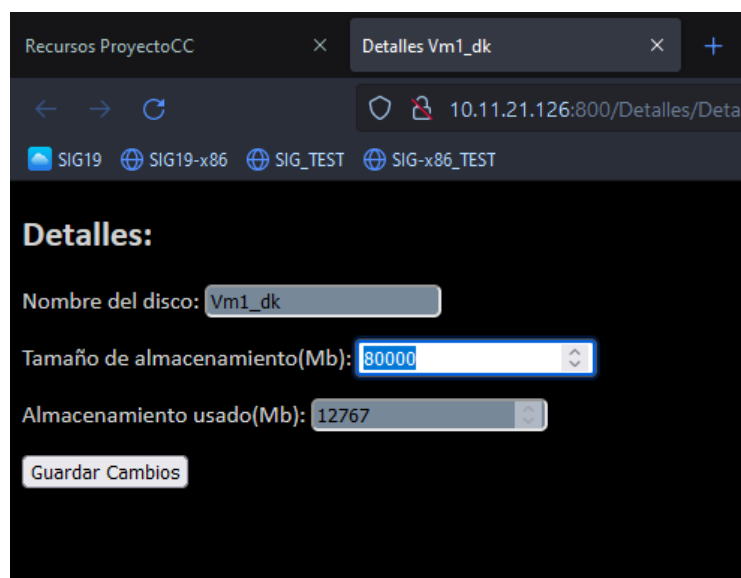 Recursos ProyectoCC Detalles Vm1_dk
10.11.21.126:800/Detalles/Deta
SIG19 SIG19-x86 SIG_TEST SIG-x86_TEST
Detalles:
Nombre del disco: Vm1_dk
Tamaño de almacenamiento(Mb): 80000
Almacenamiento usado(Mb): 12767
Guardar Cambios